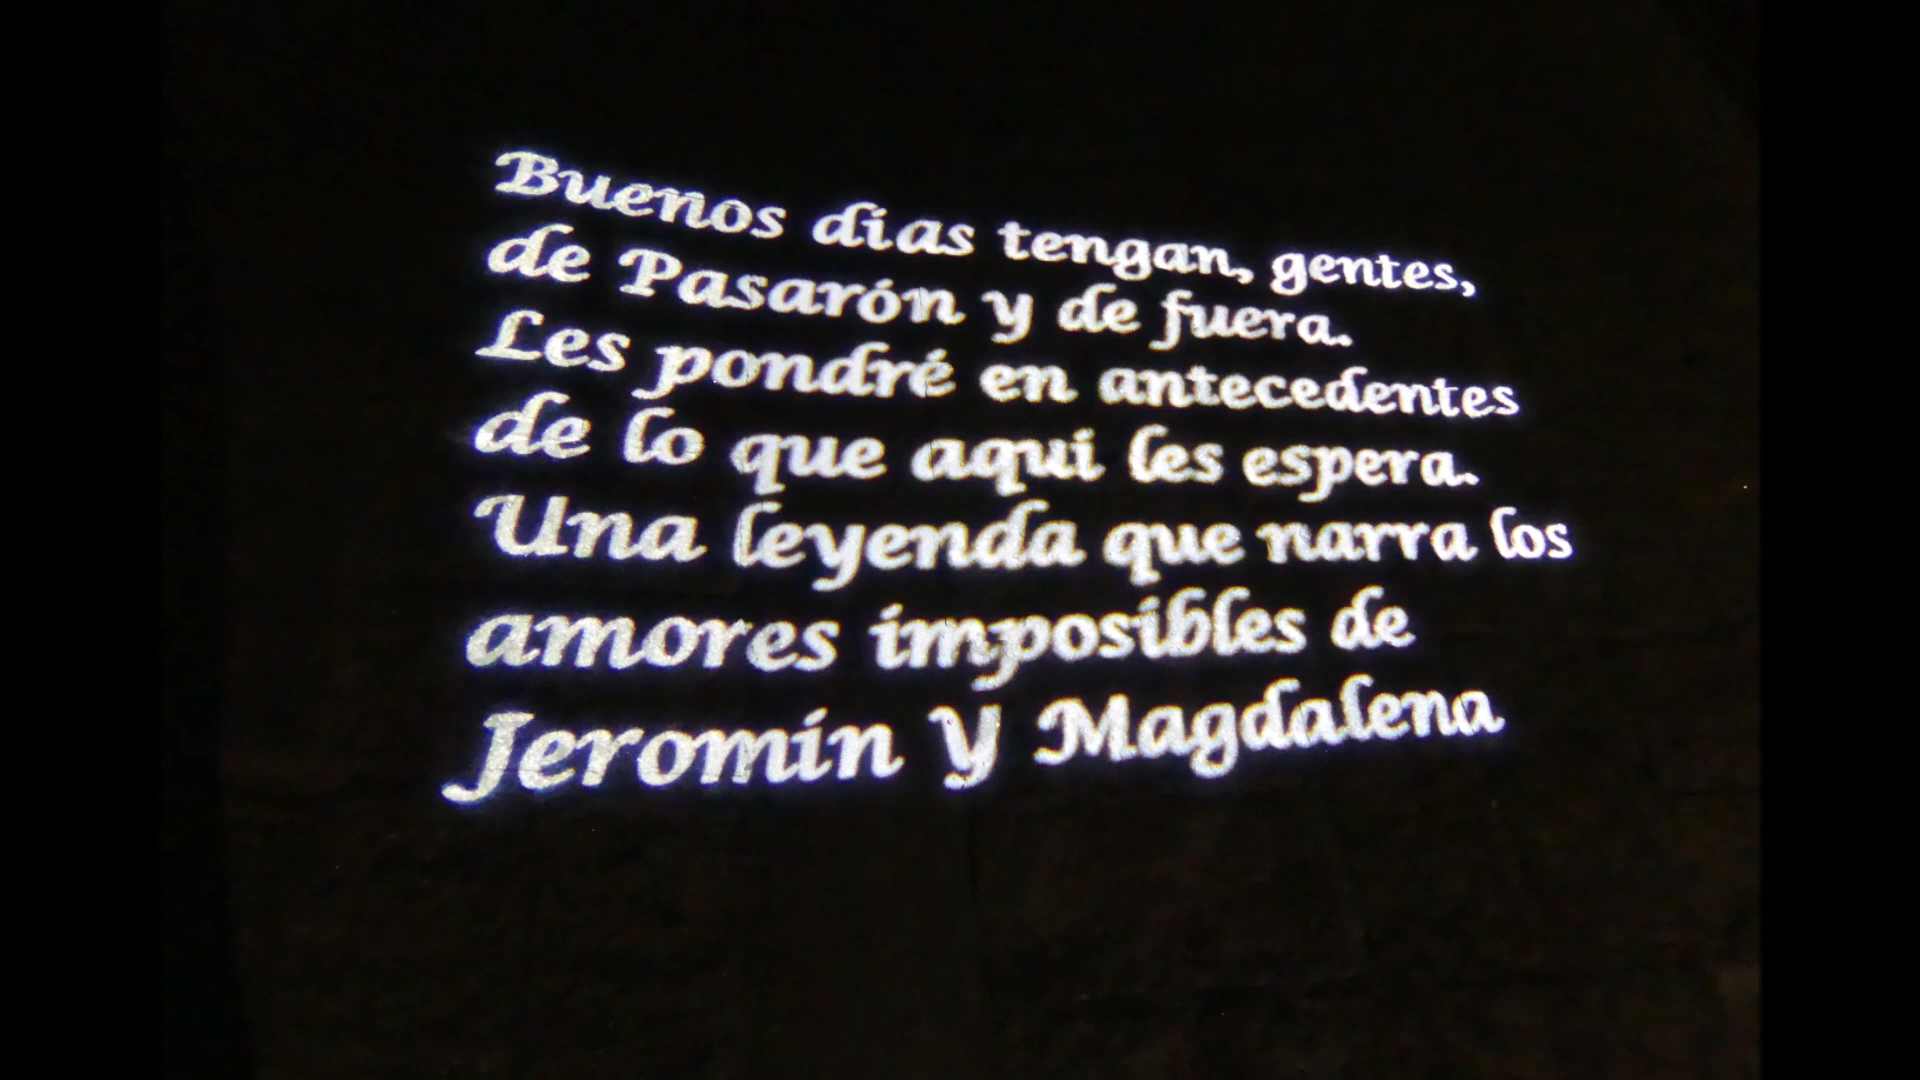 Buenos días tengan, gentes,
de Pasarón y de fuera.
Les pondré en antecedentes
de lo que aquí les espera.
Una leyenda que narra los
amores imposibles de
Jeromín y Magdalena